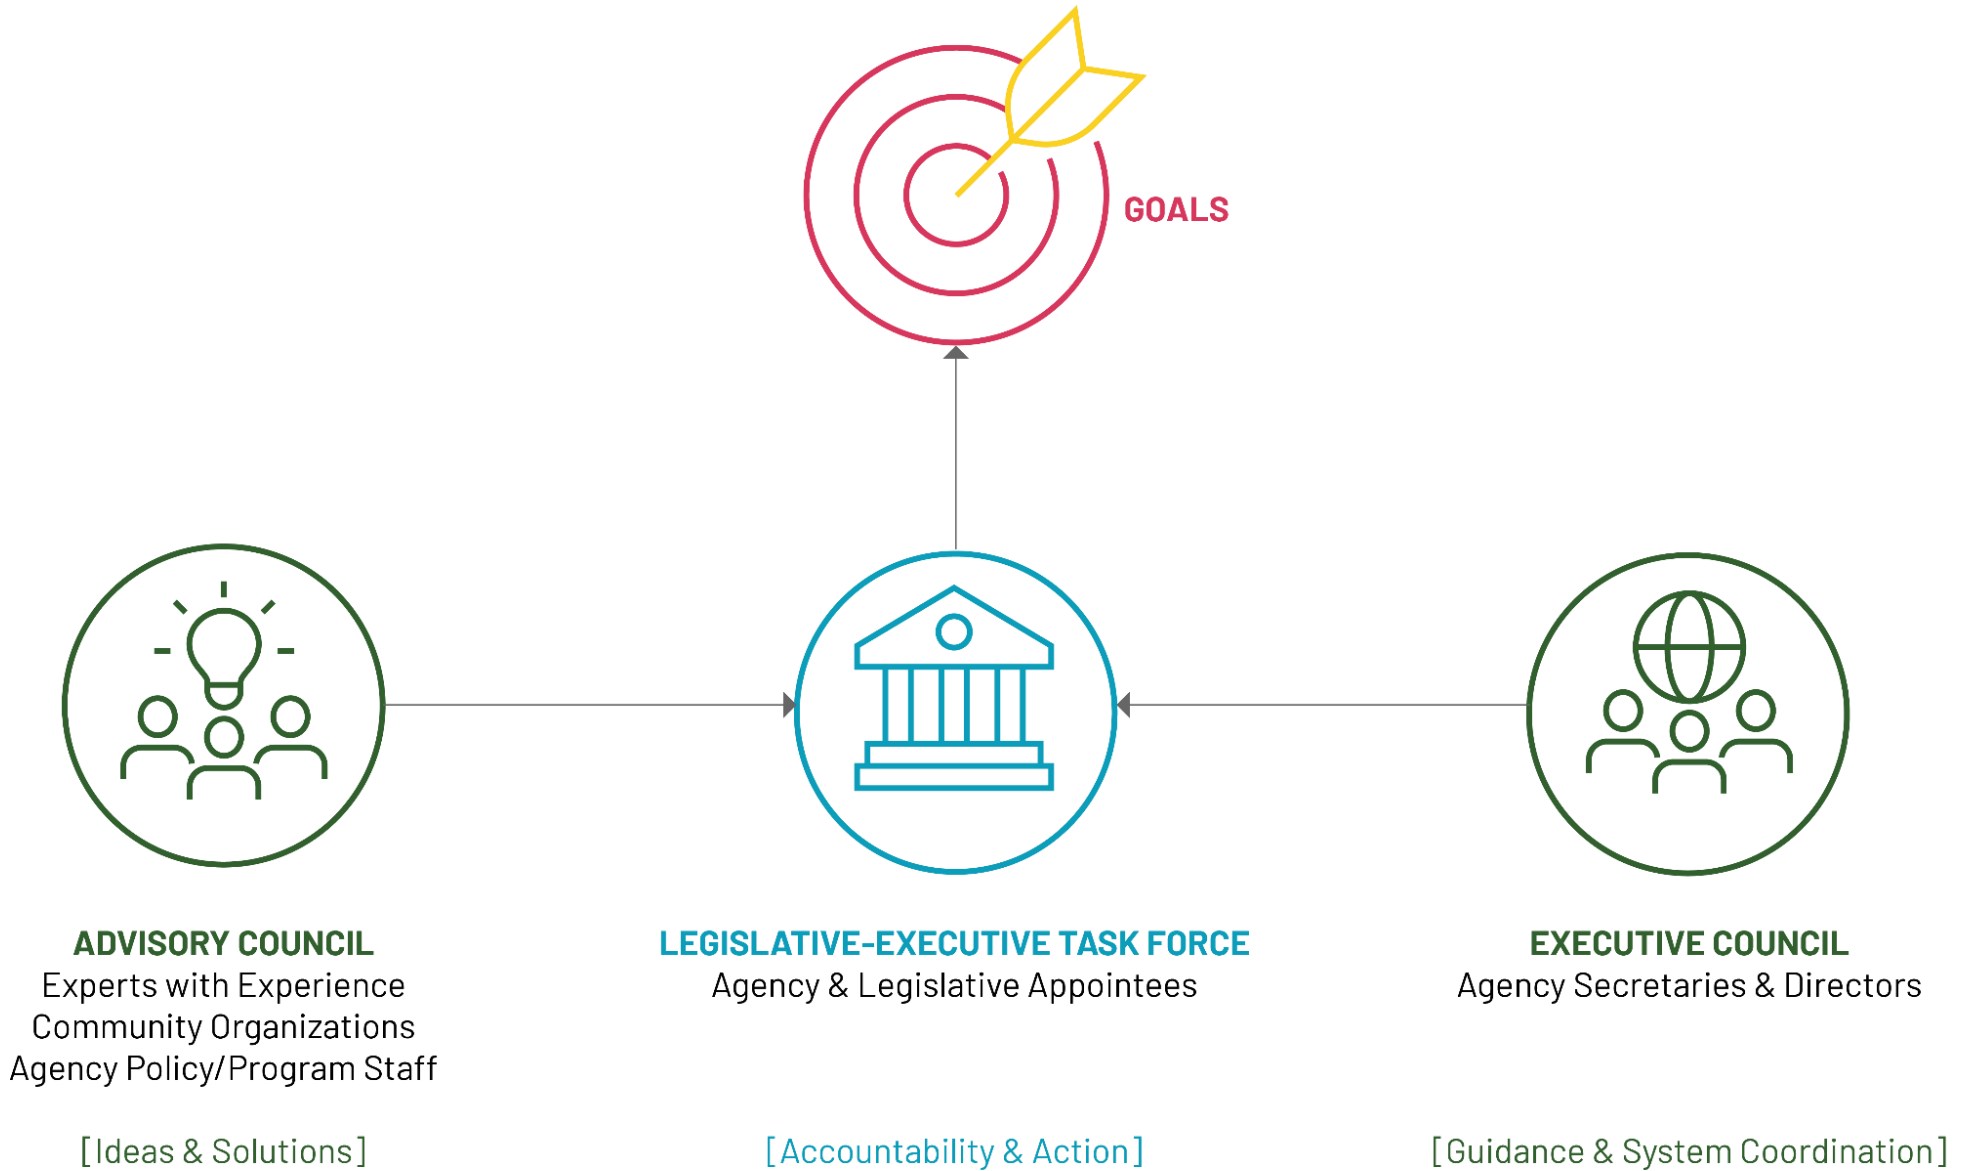 GOALS
ADVISORY COUNCIL
Experts with Experience
Community Organizations
Agency Policy/Program Staff
[Ideas & Solutions]
LEGISLATIVE-EXECUTIVE TASK FORCE
Agency & Legislative Appointees
[Accountability & Action]
EXECUTIVE COUNCIL
Agency Secretaries & Directors
[Guidance & System Coordination]